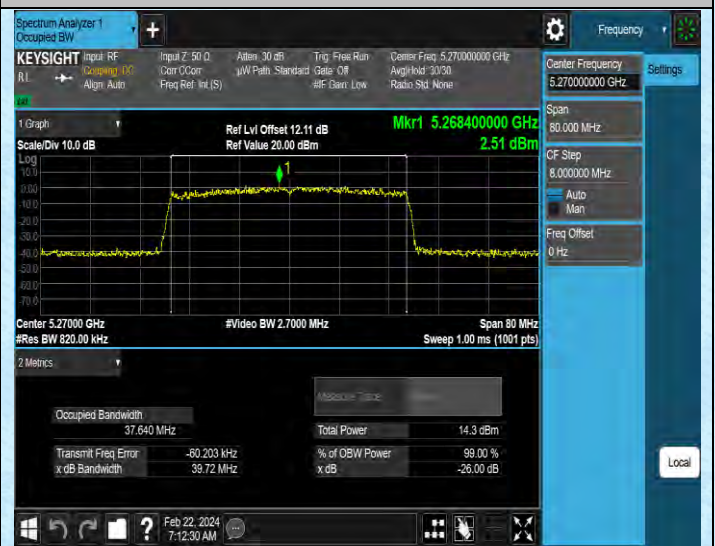 Spectrum Analyzer 1
Occupied BW
+
Frequency
KEYSIGHT Input: RF
RL
Coupling: DC
Align: Auto
Input Z: 50 Ω
Corr CCorr
Freq Ref: Int (S)
Atten: 30 dB
µW Path: Standard
Trig: Free Run
Gate: Off
#IF Gain: Low
Center Freq: 5.270000000 GHz
Avg|Hold: 30/30
Radio Std: None
1 Graph
Scale/Div 10.0 dB
Ref Lvl Offset 12.11 dB
Ref Value 20.00 dBm
Mkr1 5.268400000 GHz
2.51 dBm
Log
10.0
0.00
-10.0
-20.0
-30.0
-40.0
-50.0
-60.0
-70.0
1
Center 5.27000 GHz
#Res BW 820.00 kHz
#Video BW 2.7000 MHz
Span 80 MHz
Sweep 1.00 ms (1001 pts)
2 Metrics
Measure Trace
Occupied Bandwidth
37.640 MHz
Total Power 14.3 dBm
Transmit Freq Error -60.203 kHz
% of OBW Power 99.00 %
x dB Bandwidth 39.72 MHz
x dB -26.00 dB
Center Frequency
5.270000000 GHz
Settings
Span
80.000 MHz
CF Step
8.000000 MHz
Auto
Man
Freq Offset
0 Hz
Local
?
Feb 22, 2024
7:12:30 AM